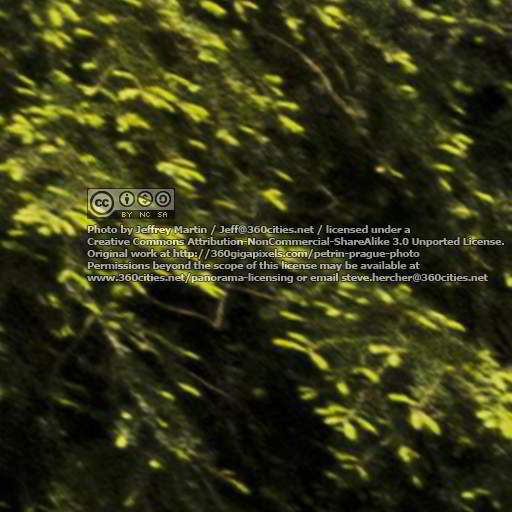 cc
BY NC SA
Photo by Jeffrey Martin / Jeff@360cities.net / licensed under a
Creative Commons Attribution-NonCommercial-ShareAlike 3.0 Unported License.
Original work at http://360gigapixels.com/petrin-prague-photo
Permissions beyond the scope of this license may be available at
www.360cities.net/panorama-licensing or email steve.hercher@360cities.net